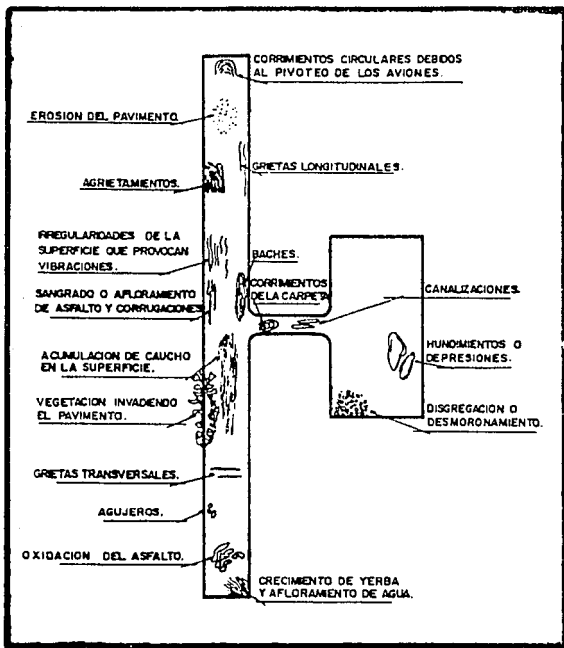 CORRIMIENTOS CIRCULARES DEBIDOS
AL PIVOTEO DE LOS AVIONES.
EROSION DEL PAVIMENTO.
GRIETAS LONGITUDINALES.
AGRIETAMIENTOS.
IRREGULARIDADES DE LA
SUPERFICIE QUE PROVOCAN
VIBRACIONES.
BACHES.
CORRIMIENTOS
DE LA CARPETA
CANALIZACIONES.
SANGRADO O AFLORAMIENTO
DE ASFALTO Y CORRUGACIONES
HUNDIMIENTOS O
DEPRESIONES.
ACUMULACION DE CAUCHO
EN LA SUPERFICIE.
VEGETACION INVADIENDO
EL PAVIMENTO.
DISGREGACION O
DESMORONAMIENTO.
GRIETAS TRANSVERSALES.
AGUJEROS.
OXIDACION DEL ASFALTO.
CRECIMIENTO DE YERBA
Y AFLORAMIENTO DE AGUA.